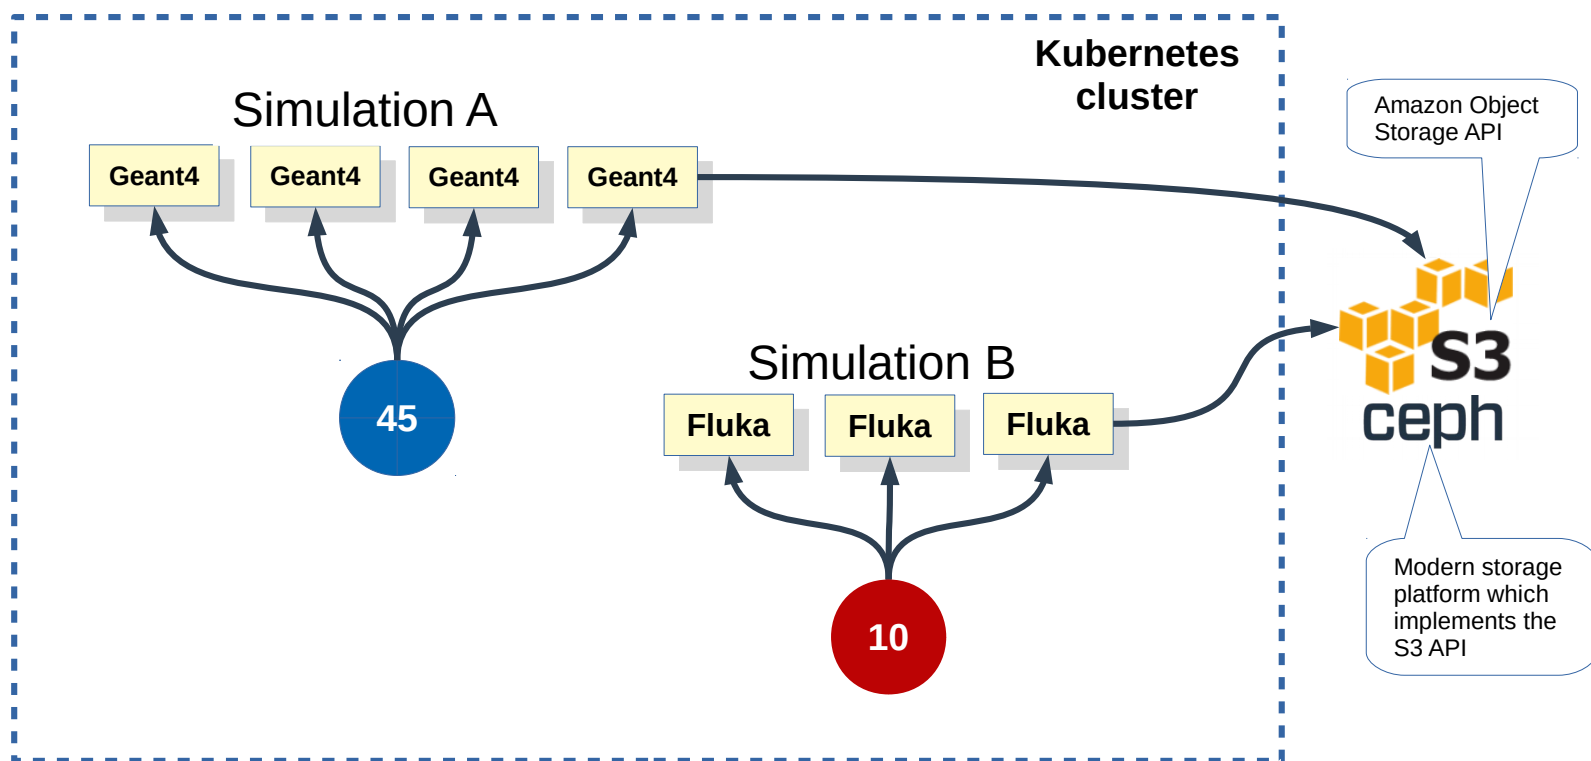 Kubernetes
cluster
Simulation A
Geant4 Geant4 Geant4 Geant4
45
Simulation B
Fluka Fluka Fluka
10
Amazon Object
Storage API
S3
ceph
Modern storage
platform which
implements the
S3 API